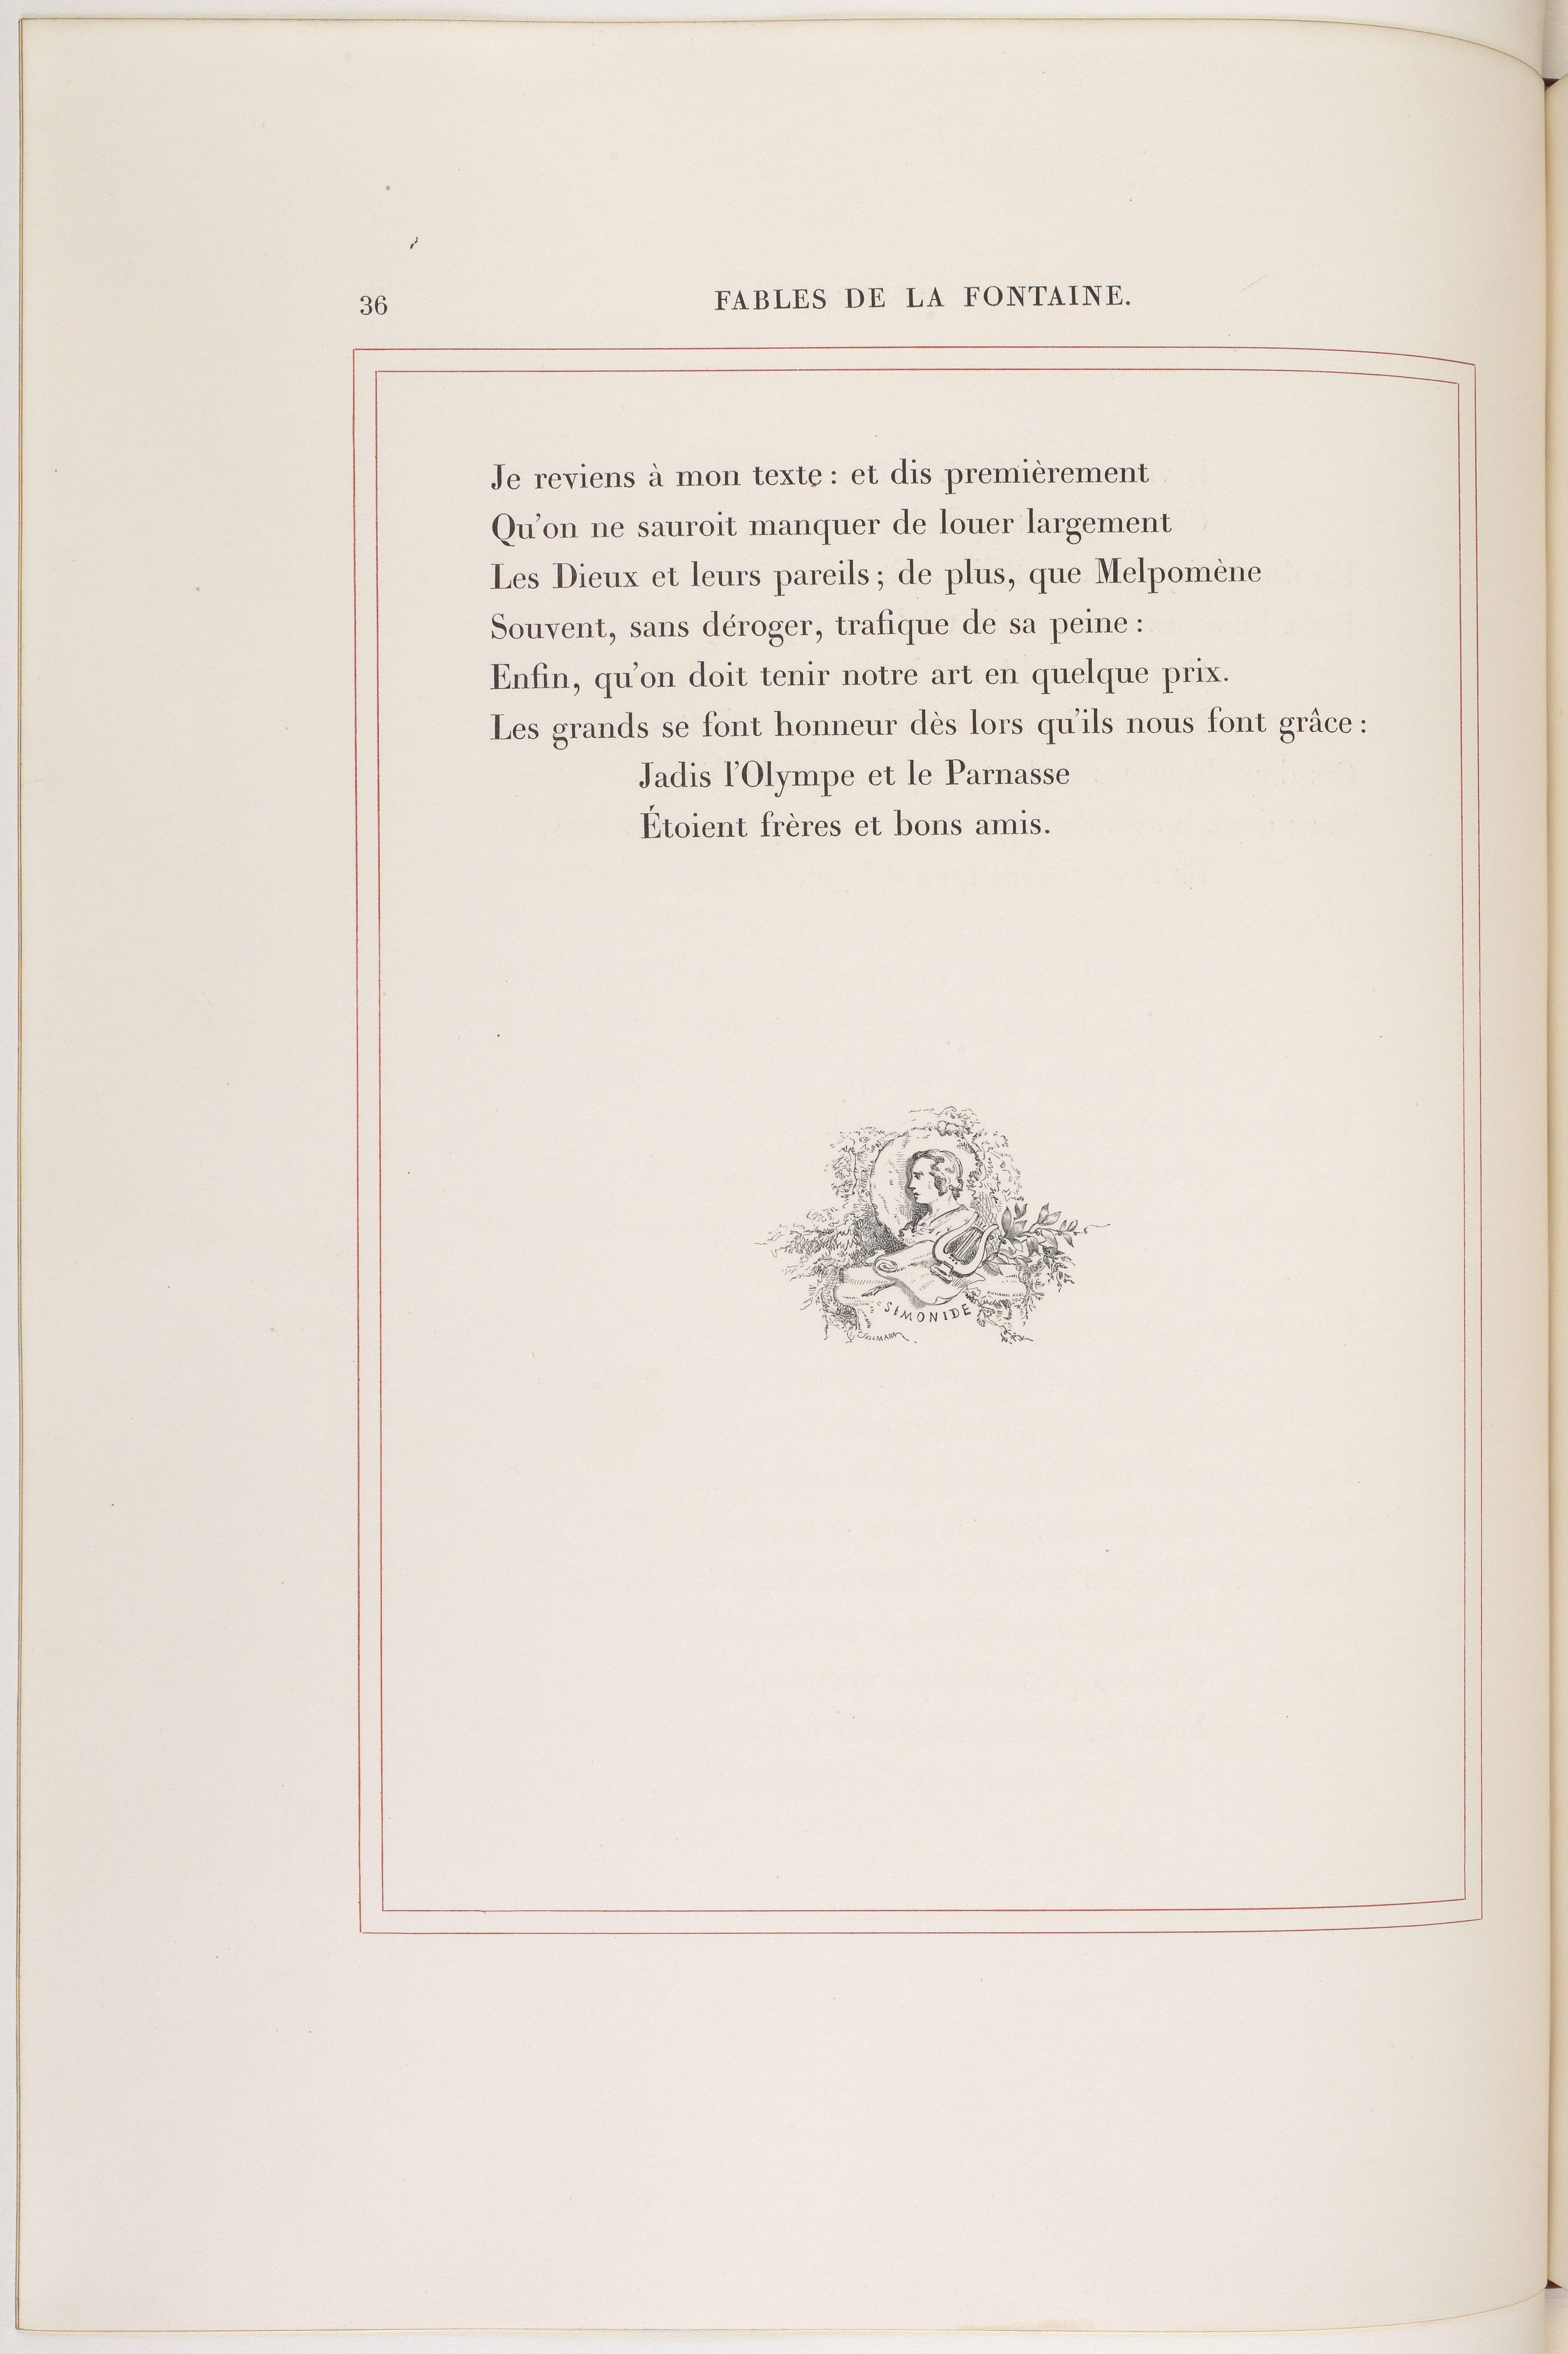 36
FABLES DE LA FONTAINE.
Je reviens à mon texte : et dis premièrement
Qu'on ne sauroit manquer de louer largement
Les Dieux et leurs pareils ; de plus, que Melpomène
Souvent, sans déroger, trafique de sa peine :
Enfin, qu'on doit tenir notre art en quelque prix.
Les grands se font honneur dès lors qu'ils nous font grâce :
Jadis l'Olympe et le Parnasse
Étoient frères et bons amis.
SIMONIDE